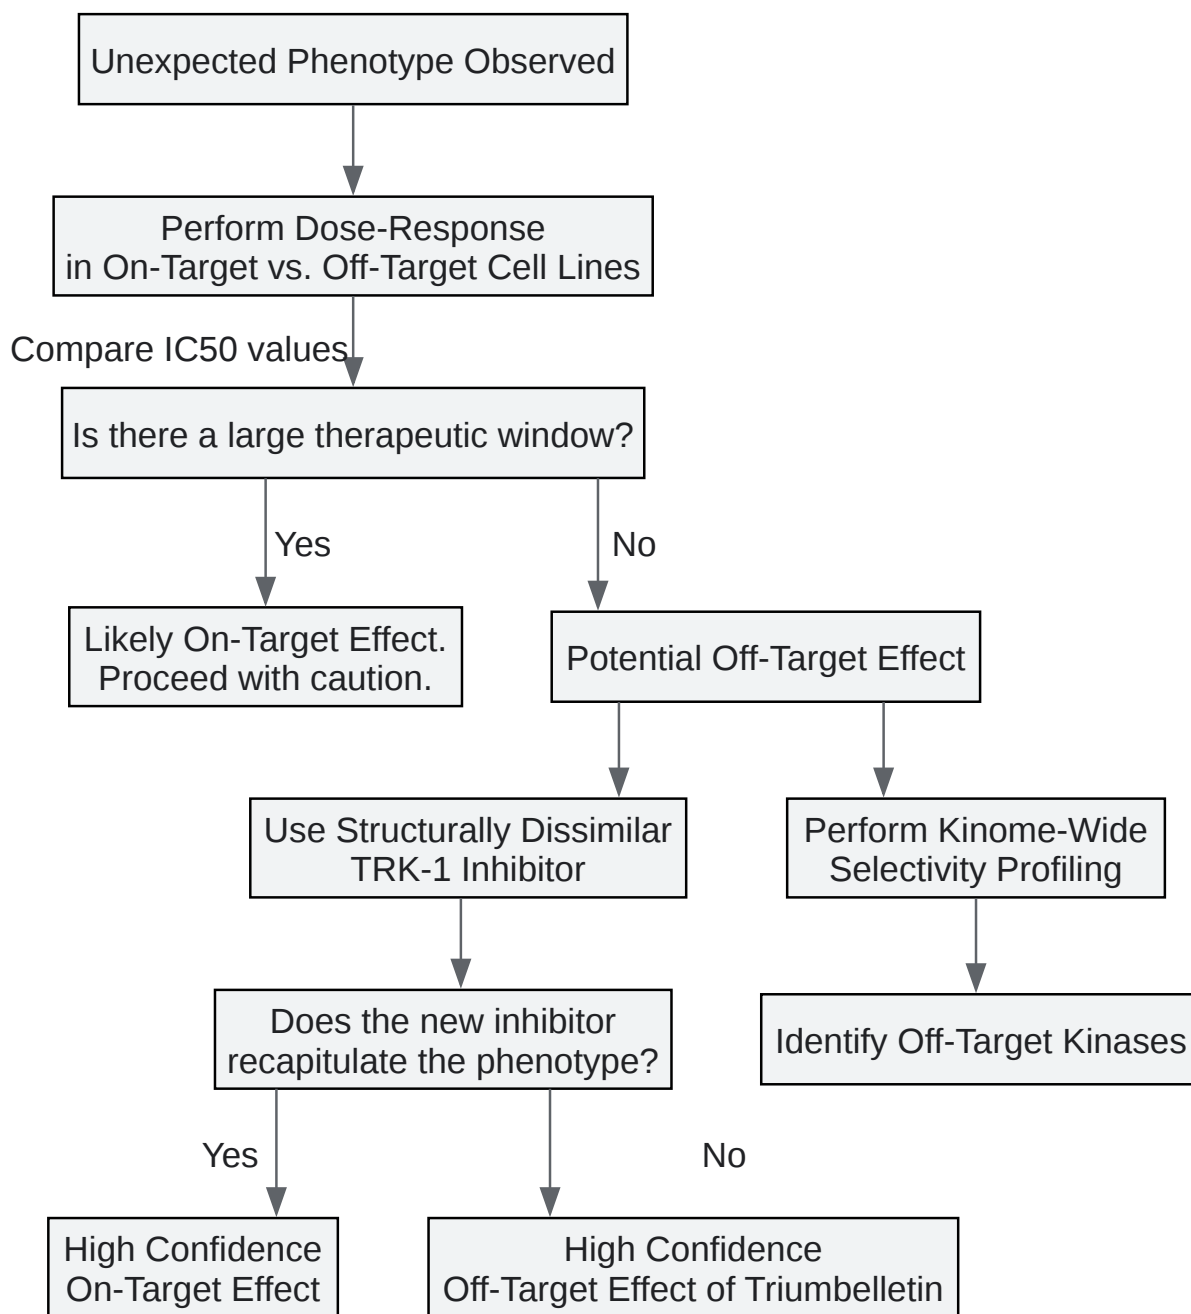 Unexpected Phenotype Observed
Perform Dose-Response
in On-Target vs. Off-Target Cell Lines
Compare IC50 values
Is there a large therapeutic window?
Yes
No
Likely On-Target Effect.
Proceed with caution.
Potential Off-Target Effect
Use Structurally Dissimilar
TRK-1 Inhibitor
Perform Kinome-Wide
Selectivity Profiling
Does the new inhibitor
recapitulate the phenotype?
Identify Off-Target Kinases
Yes
No
High Confidence
On-Target Effect
High Confidence
Off-Target Effect of Triumbelletin